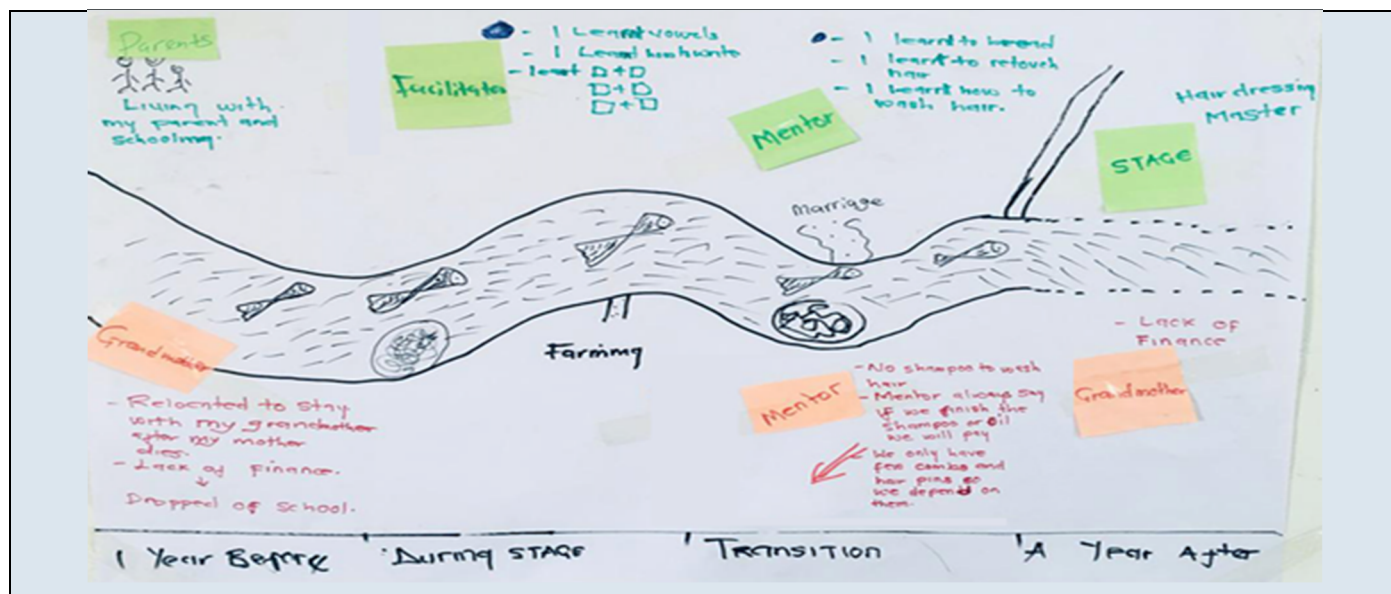 Parents
Living with
my parent and
schooling.
Facilitator
- I Learnt vowels
- I Learnt
- leart □+□
□+□
□+□
Mentor
- I learnt to
- I learnt to retouch
hair
- I learnt how to
wash hair.
Hair dressing
Master
STAGE
Marriage
Grandmother
- Relocated to stay
with my grandmother
after my mother
dies.
- Lack of finance.
↓
Dropped of school.
Farming
Mentor
- No shampoo to wash
hair
- Mentor always say
if we finish the
shampoo or oil
we will pay
We only have
few combs and
hair pins so
we depend on
them.
- Lack of
Finance
Grandmother
1 Year Before
During STAGE
TRANSITION
A Year After